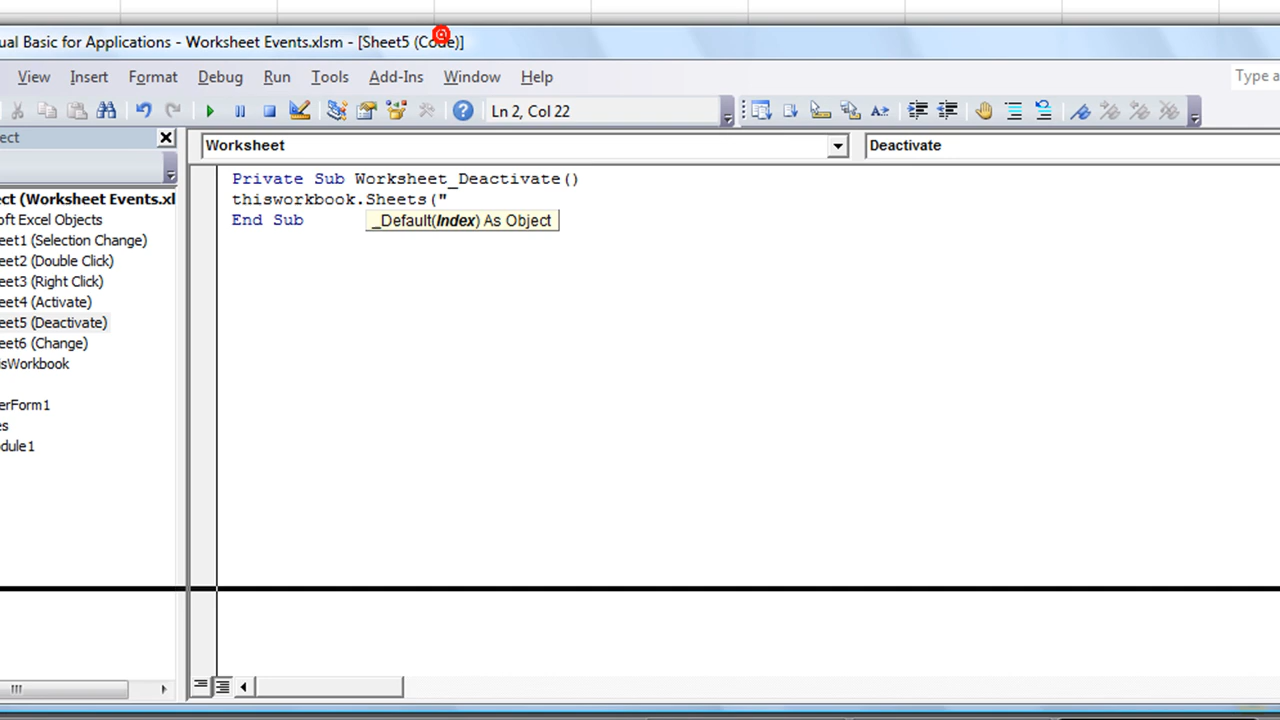 ual Basic for Applications - Worksheet Events.xlsm - [Sheet5 (Code)]
View Insert Format Debug Run Tools Add-Ins Window Help
Type a
Ln 2, Col 22
ect
Worksheet
Deactivate
ect (Worksheet Events.xl
oft Excel Objects
eet1 (Selection Change)
eet2 (Double Click)
eet3 (Right Click)
eet4 (Activate)
eet5 (Deactivate)
eet6 (Change)
isWorkbook
erForm1
es
dule1
Private Sub Worksheet_Deactivate()
thisworkbook.Sheets("
End Sub
_Default(Index) As Object